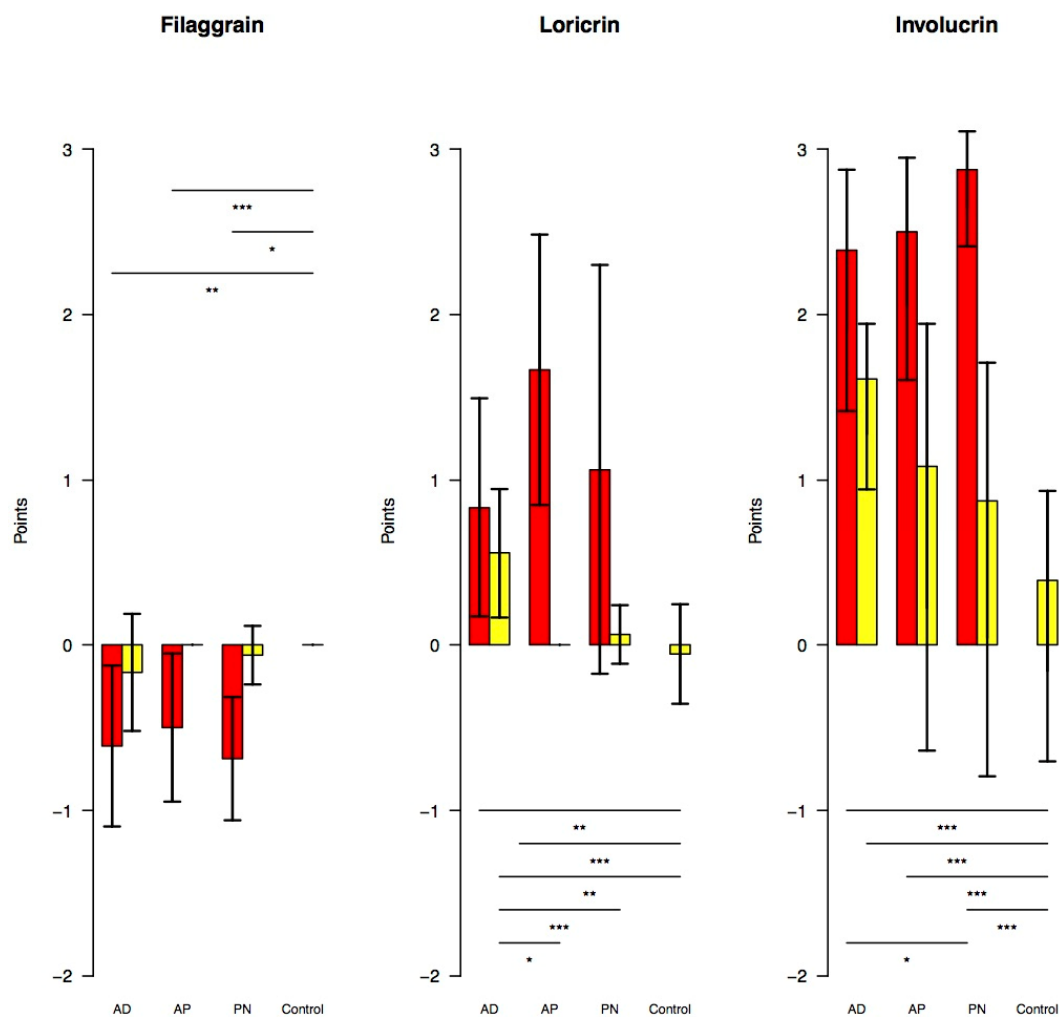 Filaggrain
Loricrin
Involucrin
Points
3
2
1
0
−1
−2
***
*
**
AD
AP
PN
Control
Points
3
2
1
0
−1
−2
**
***
**
***
*
AD
AP
PN
Control
Points
3
2
1
0
−1
−2
***
***
***
***
*
AD
AP
PN
Control